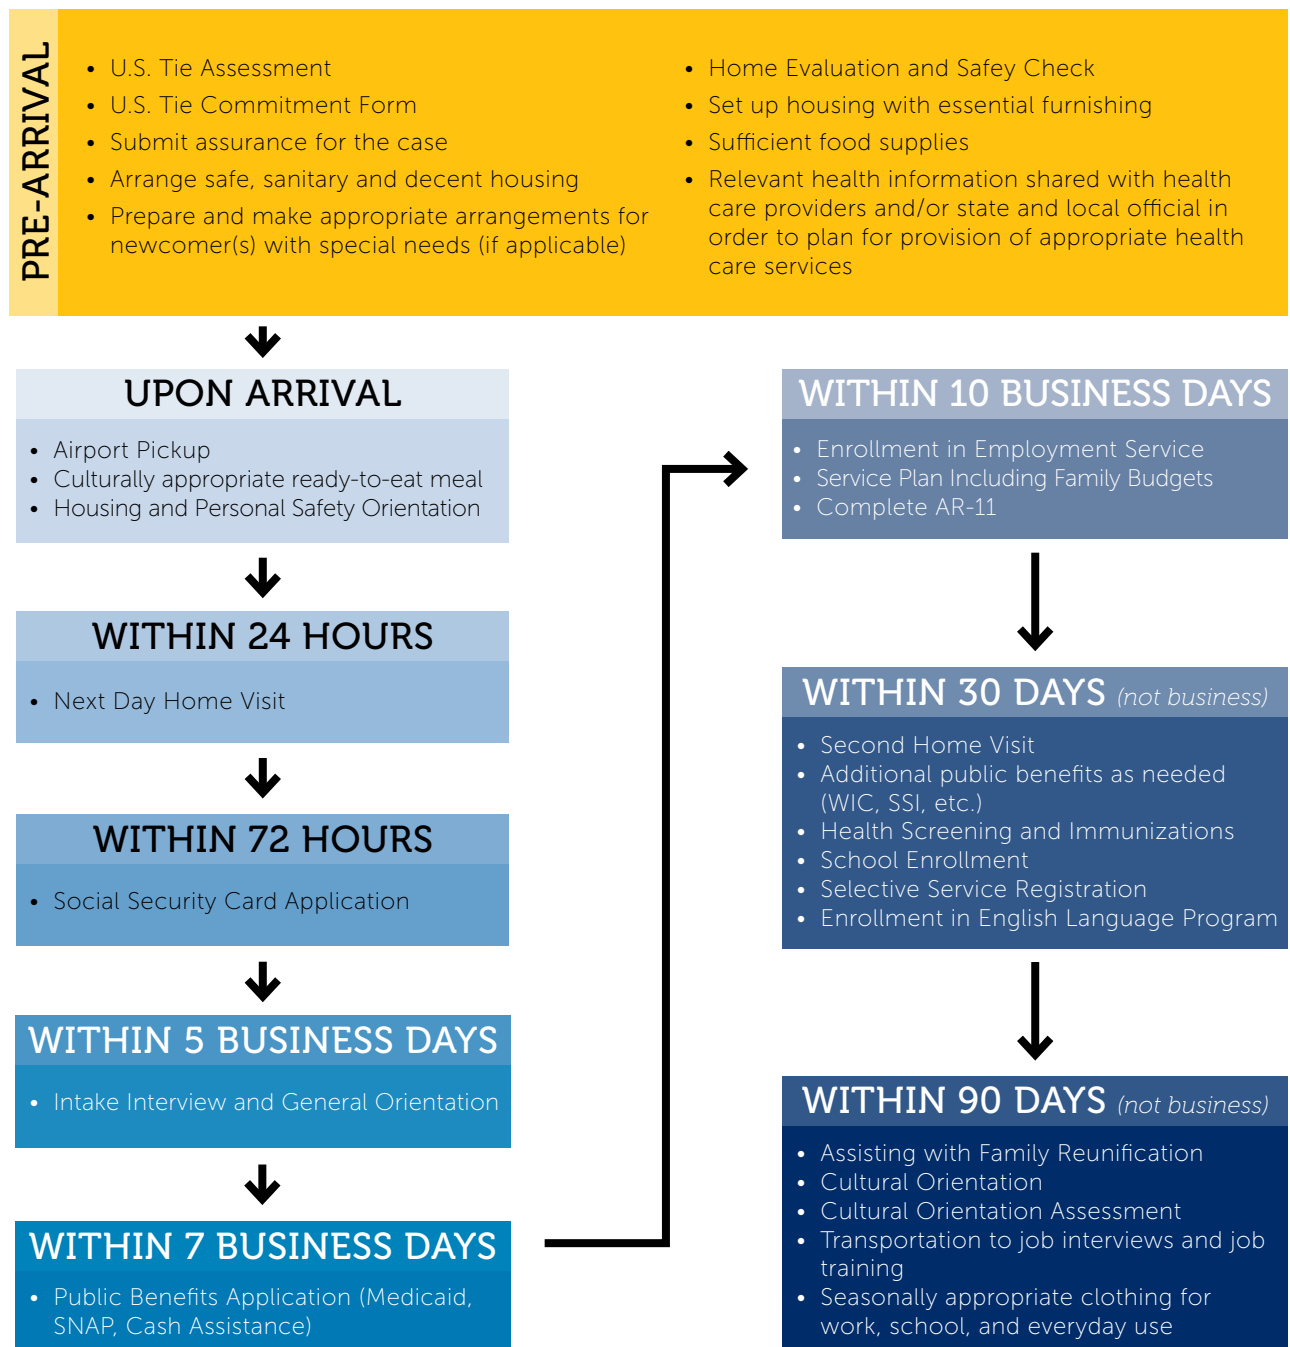 PRE-ARRIVAL
• U.S. Tie Assessment
• U.S. Tie Commitment Form
• Submit assurance for the case
• Arrange safe, sanitary and decent housing
• Prepare and make appropriate arrangements for
newcomer(s) with special needs (if applicable)
• Home Evaluation and Safey Check
• Set up housing with essential furnishing
• Sufficient food supplies
• Relevant health information shared with health
care providers and/or state and local official in
order to plan for provision of appropriate health
care services
UPON ARRIVAL
• Airport Pickup
• Culturally appropriate ready-to-eat meal
• Housing and Personal Safety Orientation
WITHIN 24 HOURS
• Next Day Home Visit
WITHIN 72 HOURS
• Social Security Card Application
WITHIN 5 BUSINESS DAYS
• Intake Interview and General Orientation
WITHIN 7 BUSINESS DAYS
• Public Benefits Application (Medicaid,
SNAP, Cash Assistance)
WITHIN 10 BUSINESS DAYS
• Enrollment in Employment Service
• Service Plan Including Family Budgets
• Complete AR-11
WITHIN 30 DAYS (not business)
• Second Home Visit
• Additional public benefits as needed
(WIC, SSI, etc.)
• Health Screening and Immunizations
• School Enrollment
• Selective Service Registration
• Enrollment in English Language Program
WITHIN 90 DAYS (not business)
• Assisting with Family Reunification
• Cultural Orientation
• Cultural Orientation Assessment
• Transportation to job interviews and job
training
• Seasonally appropriate clothing for
work, school, and everyday use